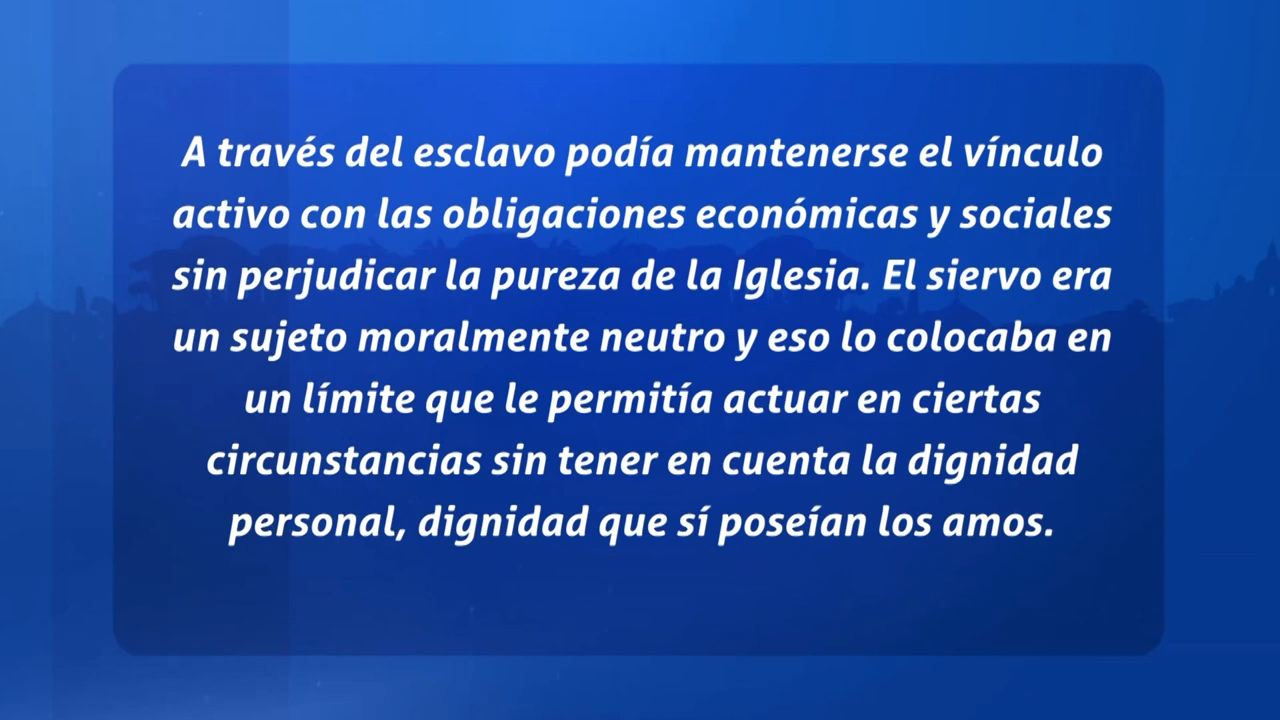 A través del esclavo podía mantenerse el vínculo
activo con las obligaciones económicas y sociales
sin perjudicar la pureza de la Iglesia. El siervo era
un sujeto moralmente neutro y eso lo colocaba en
un límite que le permitía actuar en ciertas
circunstancias sin tener en cuenta la dignidad
personal, dignidad que sí poseían los amos.